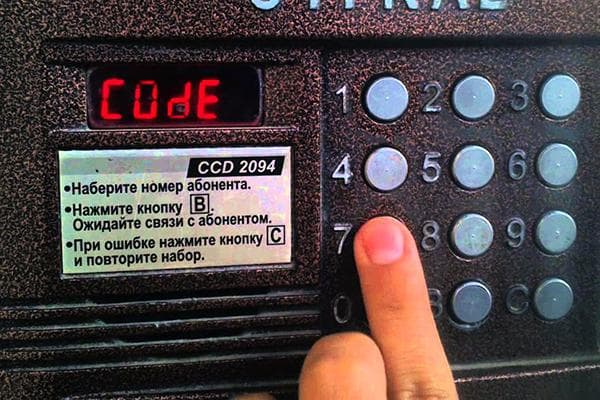 CodE
1 2 3
CCD 2094
4 5 6
•Наберите номер абонента.
•Нажмите кнопку B.
Ожидайте связи с абонентом.
•При ошибке нажмите кнопку C
и повторите набор.
7 8 9
0 B C